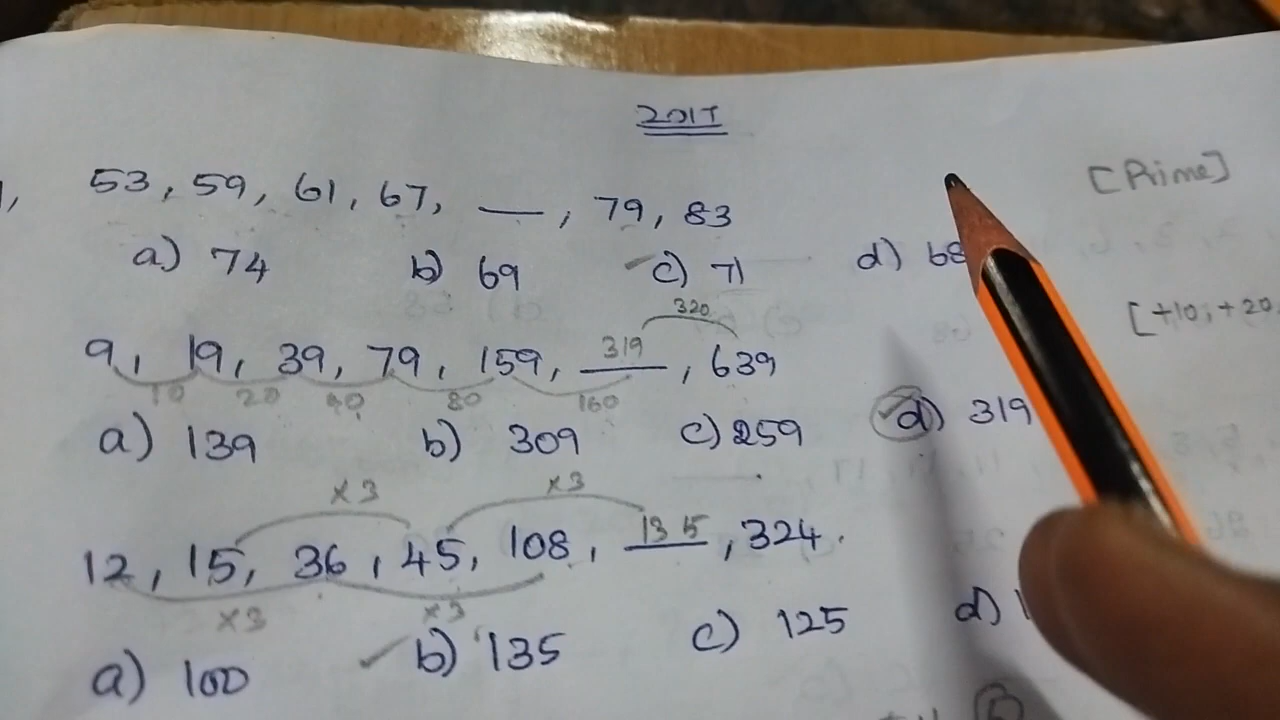 2017
1, 53, 59, 61, 67, __, 79, 83 [Prime]
a) 74 b) 69 c) 71 d) 68
[+10, +20,
320
9, 19, 39, 79, 159, 319, 639
10 20 40 80 160
a) 139 b) 309 c) 259 d) 319
×3 ×3
12, 15, 36, 45, 108, 135, 324.
×3 ×3
a) 100 b) 135 c) 125 d) 1